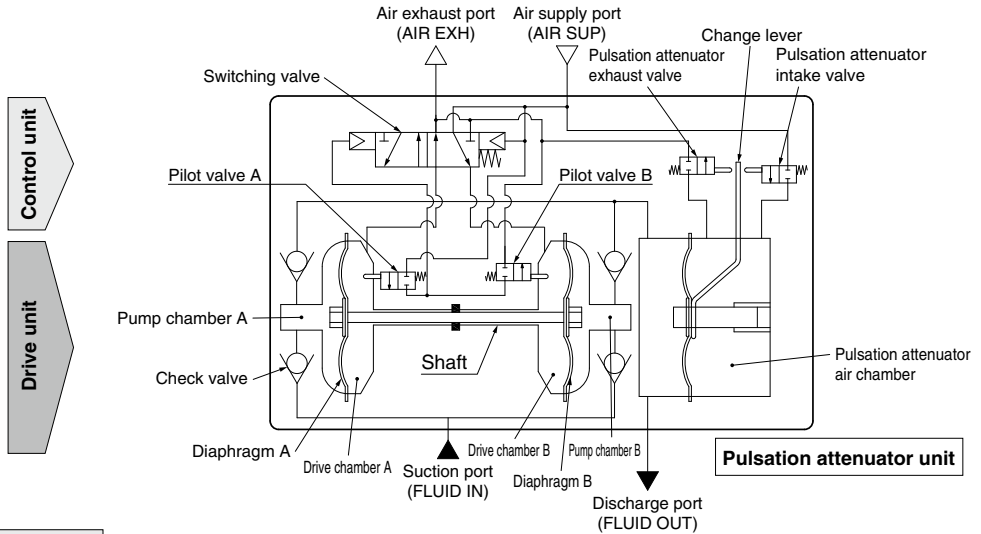 Air exhaust port
(AIR EXH)
Air supply port
(AIR SUP)
Change lever
Pulsation attenuator
exhaust valve
Pulsation attenuator
intake valve
Switching valve
Control unit
Pilot valve A
Pilot valve B
Drive unit
Pump chamber A
Shaft
Check valve
Pulsation attenuator
air chamber
Diaphragm A
Drive chamber A
Suction port
(FLUID IN)
Drive chamber B
Pump chamber B
Diaphragm B
Pulsation attenuator unit
Discharge port
(FLUID OUT)